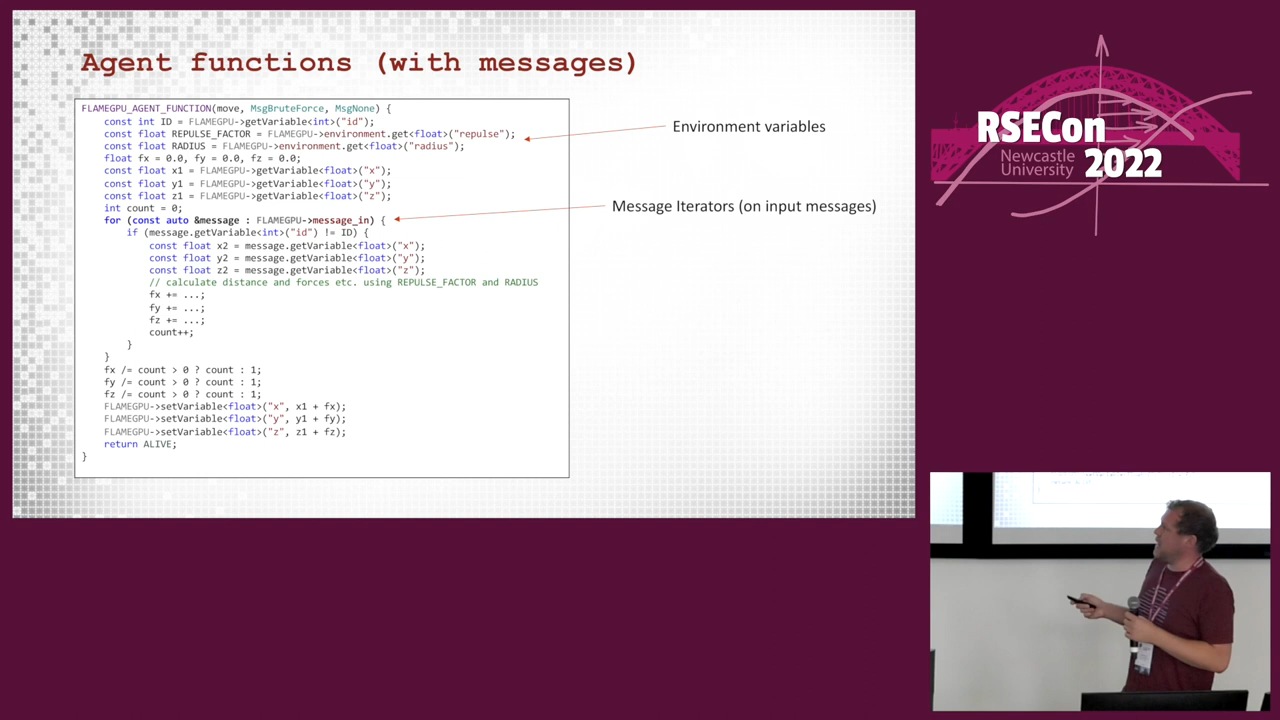 Agent functions (with messages)
FLAMEGPU_AGENT_FUNCTION(move, MsgBruteForce, MsgNone) {
const int ID = FLAMEGPU->getVariable<int>("id");
const float REPULSE_FACTOR = FLAMEGPU->environment.get<float>("repulse");
const float RADIUS = FLAMEGPU->environment.get<float>("radius");
float fx = 0.0, fy = 0.0, fz = 0.0;
const float x1 = FLAMEGPU->getVariable<float>("x");
const float y1 = FLAMEGPU->getVariable<float>("y");
const float z1 = FLAMEGPU->getVariable<float>("z");
int count = 0;
for (const auto &message : FLAMEGPU->message_in) {
if (message.getVariable<int>("id") != ID) {
const float x2 = message.getVariable<float>("x");
const float y2 = message.getVariable<float>("y");
const float z2 = message.getVariable<float>("z");
// calculate distance and forces etc. using REPULSE_FACTOR and RADIUS
fx += ...;
fy += ...;
fz += ...;
count++;
}
}
fx /= count > 0 ? count : 1;
fy /= count > 0 ? count : 1;
fz /= count > 0 ? count : 1;
FLAMEGPU->setVariable<float>("x", x1 + fx);
FLAMEGPU->setVariable<float>("y", y1 + fy);
FLAMEGPU->setVariable<float>("z", z1 + fz);
return ALIVE;
}
Environment variables
Message Iterators (on input messages)
RSECon
Newcastle
University
2022